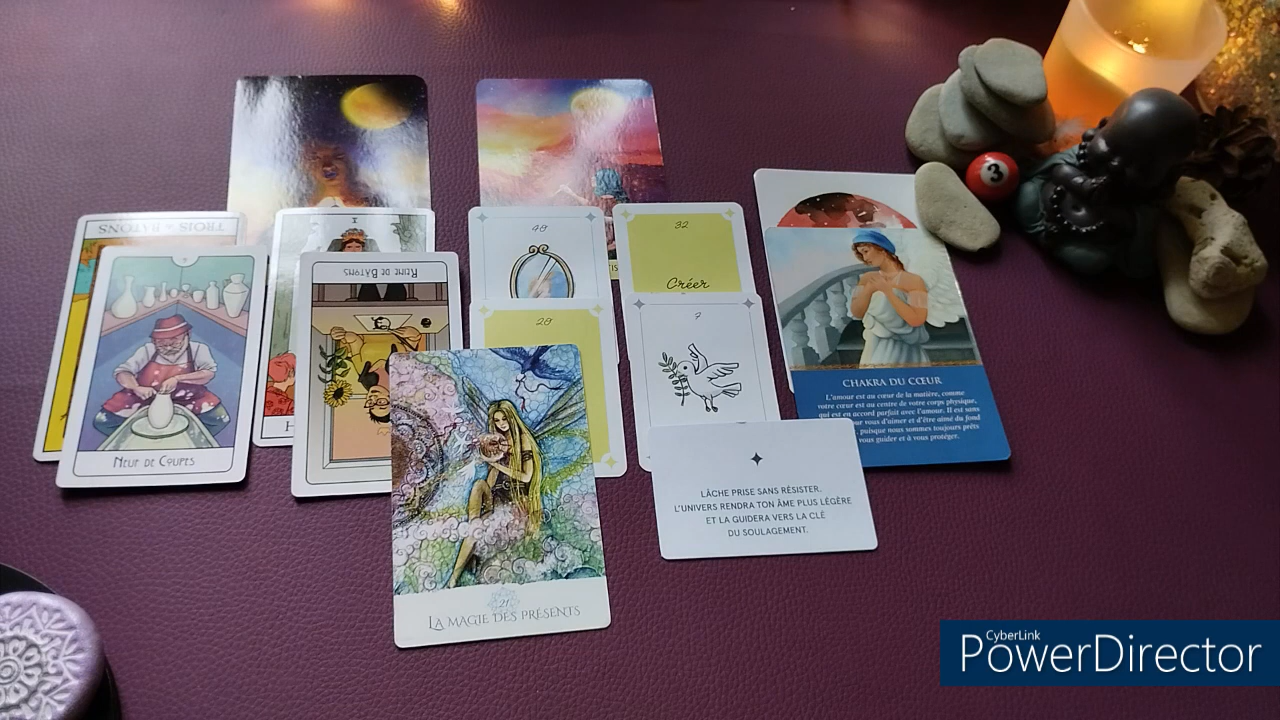 TROIS DE BÂTONS
I
REINE DE BÂTONS
NEUF DE COUPES
H
40
32
Créer
TIS
20
7
CHAKRA DU CŒUR
L'amour est au cœur de la matière, comme
votre cœur est au centre de votre corps physique,
qui est en accord parfait avec l'amour. Il est sans
pour vous d'aimer et d'être aimé du fond
, puisque nous sommes toujours prêts
vous guider et à vous protéger.
LÂCHE PRISE SANS RÉSISTER.
L'UNIVERS RENDRA TON ÂME PLUS LÉGÈRE
ET LA GUIDERA VERS LA CLÉ
DU SOULAGEMENT.
21
LA MAGIE DES PRÉSENTS
3
CyberLink
PowerDirector